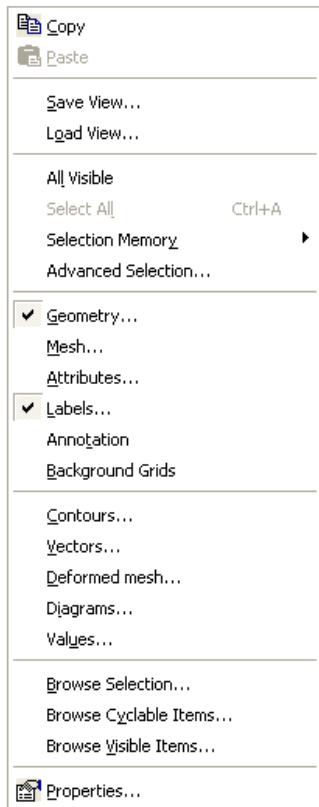 Copy
Paste
Save View...
Load View...
All Visible
Select All Ctrl+A
Selection Memory
Advanced Selection...
Geometry...
Mesh...
Attributes...
Labels...
Annotation
Background Grids
Contours...
Vectors...
Deformed mesh...
Diagrams...
Values...
Browse Selection...
Browse Cyclable Items...
Browse Visible Items...
Properties...